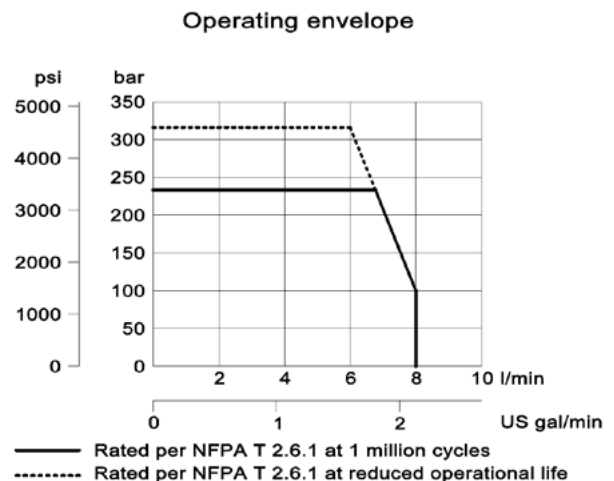 Operating envelope
psi bar
5000 350
4000 300
3000 250
2000 200
1000 150
0 100
50
0
2 4 6 8 10 l/min
0 1 2 US gal/min
Rated per NFPA T 2.6.1 at 1 million cycles
Rated per NFPA T 2.6.1 at reduced operational life